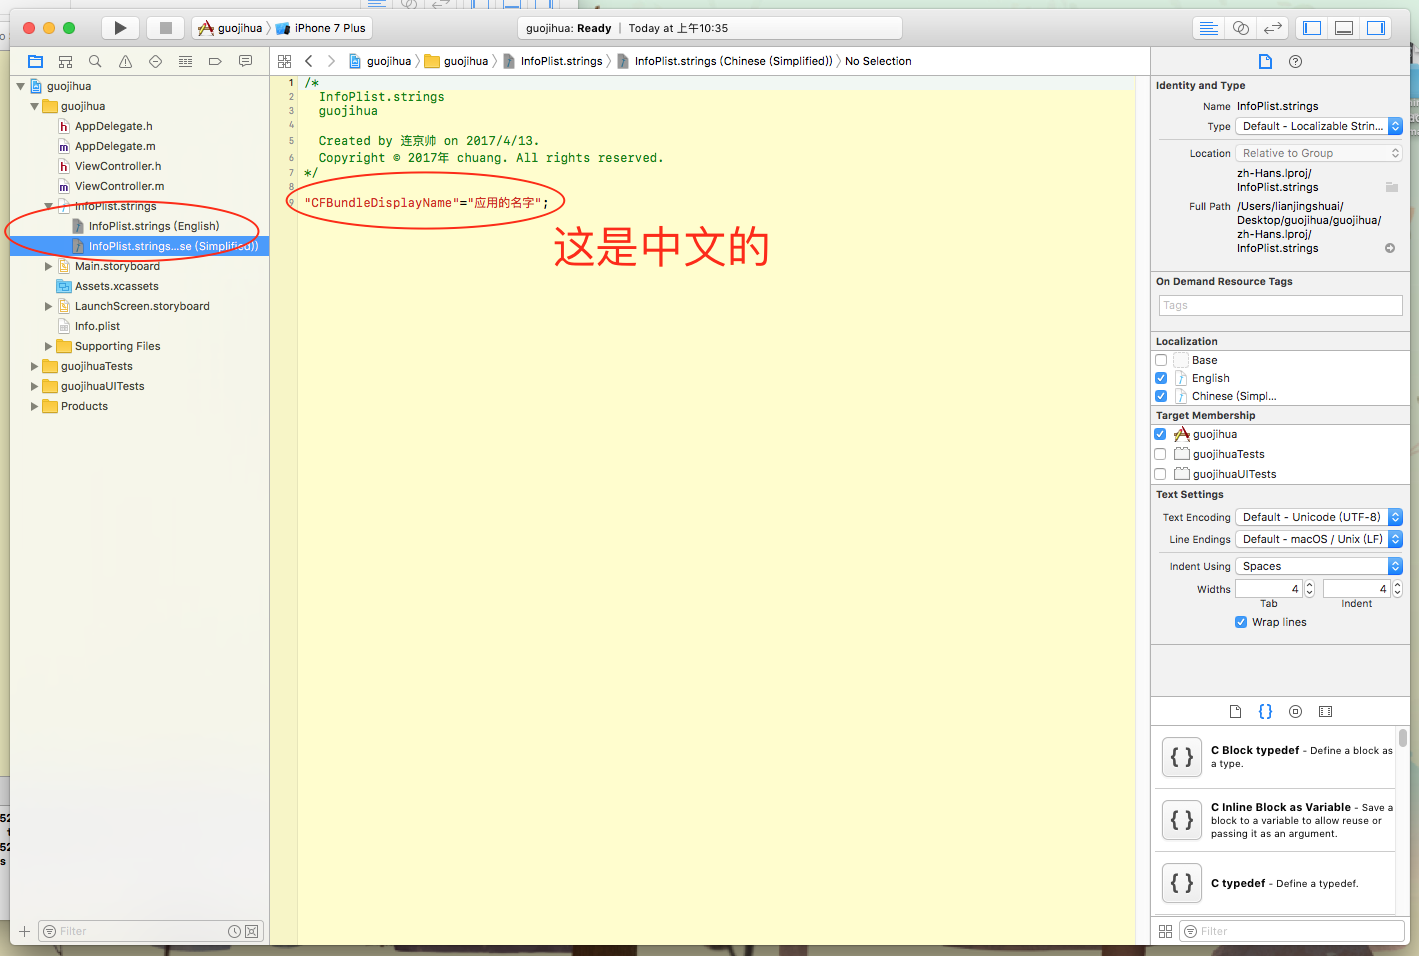 guojihua
iPhone 7 Plus
guojihua: Ready
Today at 上午10:35
guojihua
guojihua
InfoPlist.strings
InfoPlist.strings (Chinese (Simplified))
No Selection
guojihua
guojihua
AppDelegate.h
AppDelegate.m
ViewController.h
ViewController.m
InfoPlist.strings
InfoPlist.strings (English)
InfoPlist.strings...se (Simplified))
Main.storyboard
Assets.xcassets
LaunchScreen.storyboard
Info.plist
Supporting Files
guojihuaTests
guojihuaUITests
Products
Filter
1 /*
2 InfoPlist.strings
3 guojihua
4
5 Created by 连京帅 on 2017/4/13.
6 Copyright © 2017年 chuang. All rights reserved.
7 */
8
9 "CFBundleDisplayName"="应用的名字";
这是中文的
Identity and Type
Name InfoPlist.strings
Type Default - Localizable Strin...
Location Relative to Group
zh-Hans.lproj/
InfoPlist.strings
Full Path /Users/lianjingshuai/
Desktop/guojihua/guojihua/
zh-Hans.lproj/
InfoPlist.strings
On Demand Resource Tags
Tags
Localization
Base
English
Chinese (Simpl...
Target Membership
guojihua
guojihuaTests
guojihuaUITests
Text Settings
Text Encoding Default - Unicode (UTF-8)
Line Endings Default - macOS / Unix (LF)
Indent Using Spaces
Widths 4 4
Tab Indent
Wrap lines
{ }
{ } C Block typedef - Define a block as
a type.
{ } C Inline Block as Variable - Save a
block to a variable to allow reuse or
passing it as an argument.
{ } C typedef - Define a typedef.
Filter